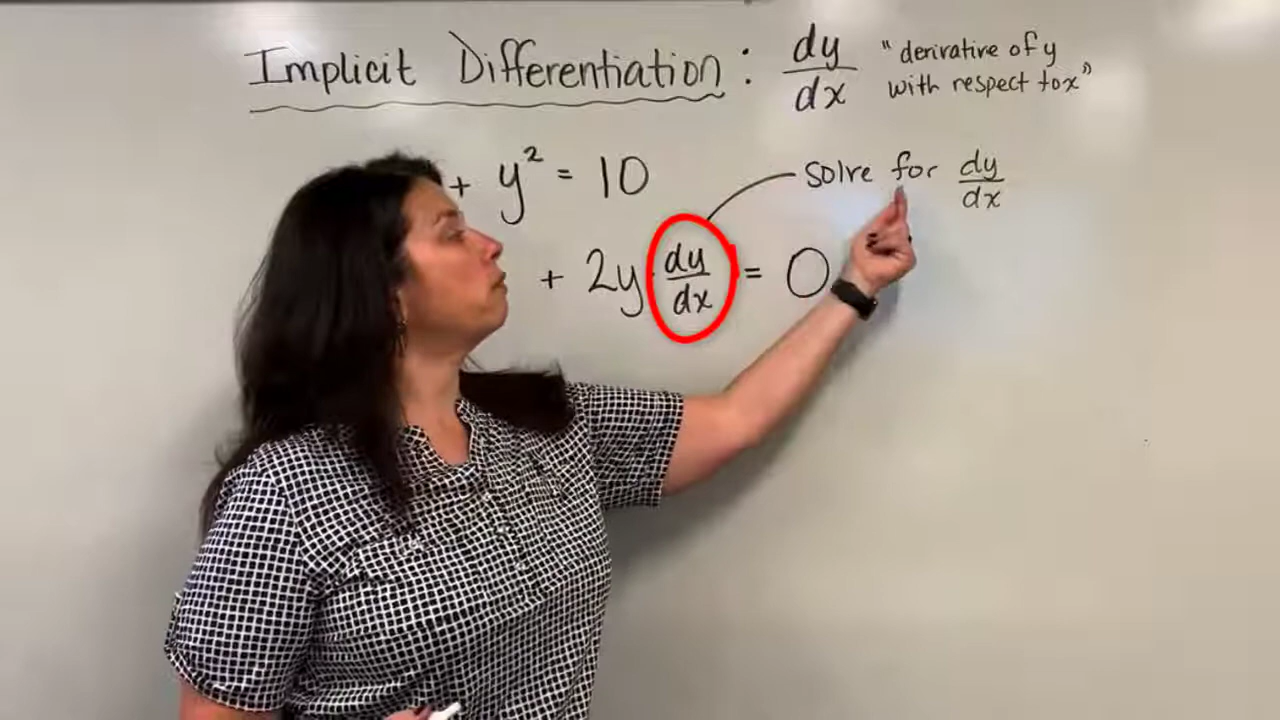 Implicit Differentiation: dy/dx "derivative of y
with respect to x"
+ y² = 10
solve for dy/dx
+ 2y · dy/dx = 0